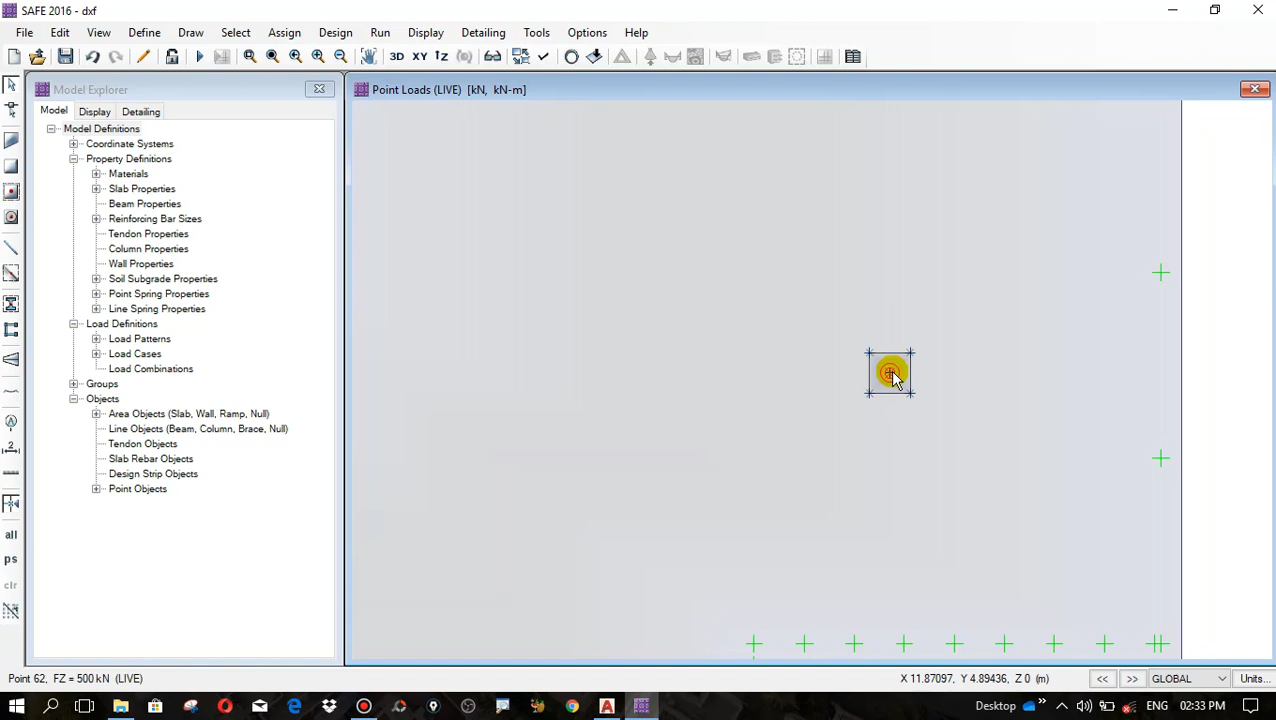 SAFE 2016 - dxf
File Edit View Define Draw Select Assign Design Run Display Detailing Tools Options Help
3D XY
Model Explorer
Model Display Detailing
Model Definitions
Coordinate Systems
Property Definitions
Materials
Slab Properties
Beam Properties
Reinforcing Bar Sizes
Tendon Properties
Column Properties
Wall Properties
Soil Subgrade Properties
Point Spring Properties
Line Spring Properties
Load Definitions
Load Patterns
Load Cases
Load Combinations
Groups
Objects
Area Objects (Slab, Wall, Ramp, Null)
Line Objects (Beam, Column, Brace, Null)
Tendon Objects
Slab Rebar Objects
Design Strip Objects
Point Objects
all
ps
clr
Point Loads (LIVE) [kN, kN-m]
Point 62, FZ = 500 kN (LIVE)
X 11.87097, Y 4.89436, Z 0 (m)
<< >> GLOBAL Units...
Desktop ENG 02:33 PM